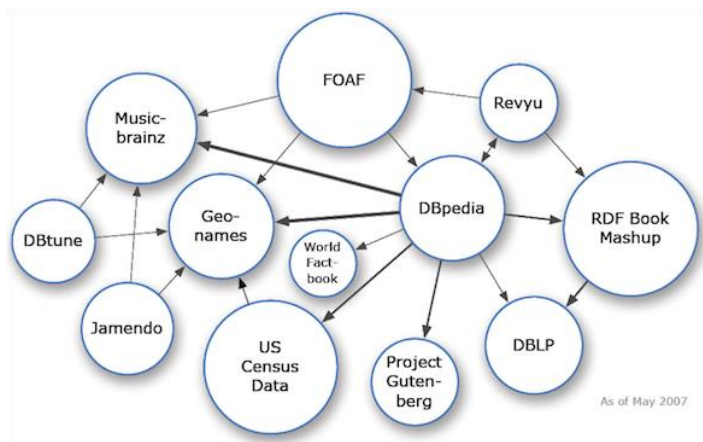 FOAF
Revyu
Music-
brainz
DBpedia
RDF Book
Mashup
DBtune
Geo-
names
World
Fact-
book
Jamendo
US
Census
Data
Project
Guten-
berg
DBLP
As of May 2007